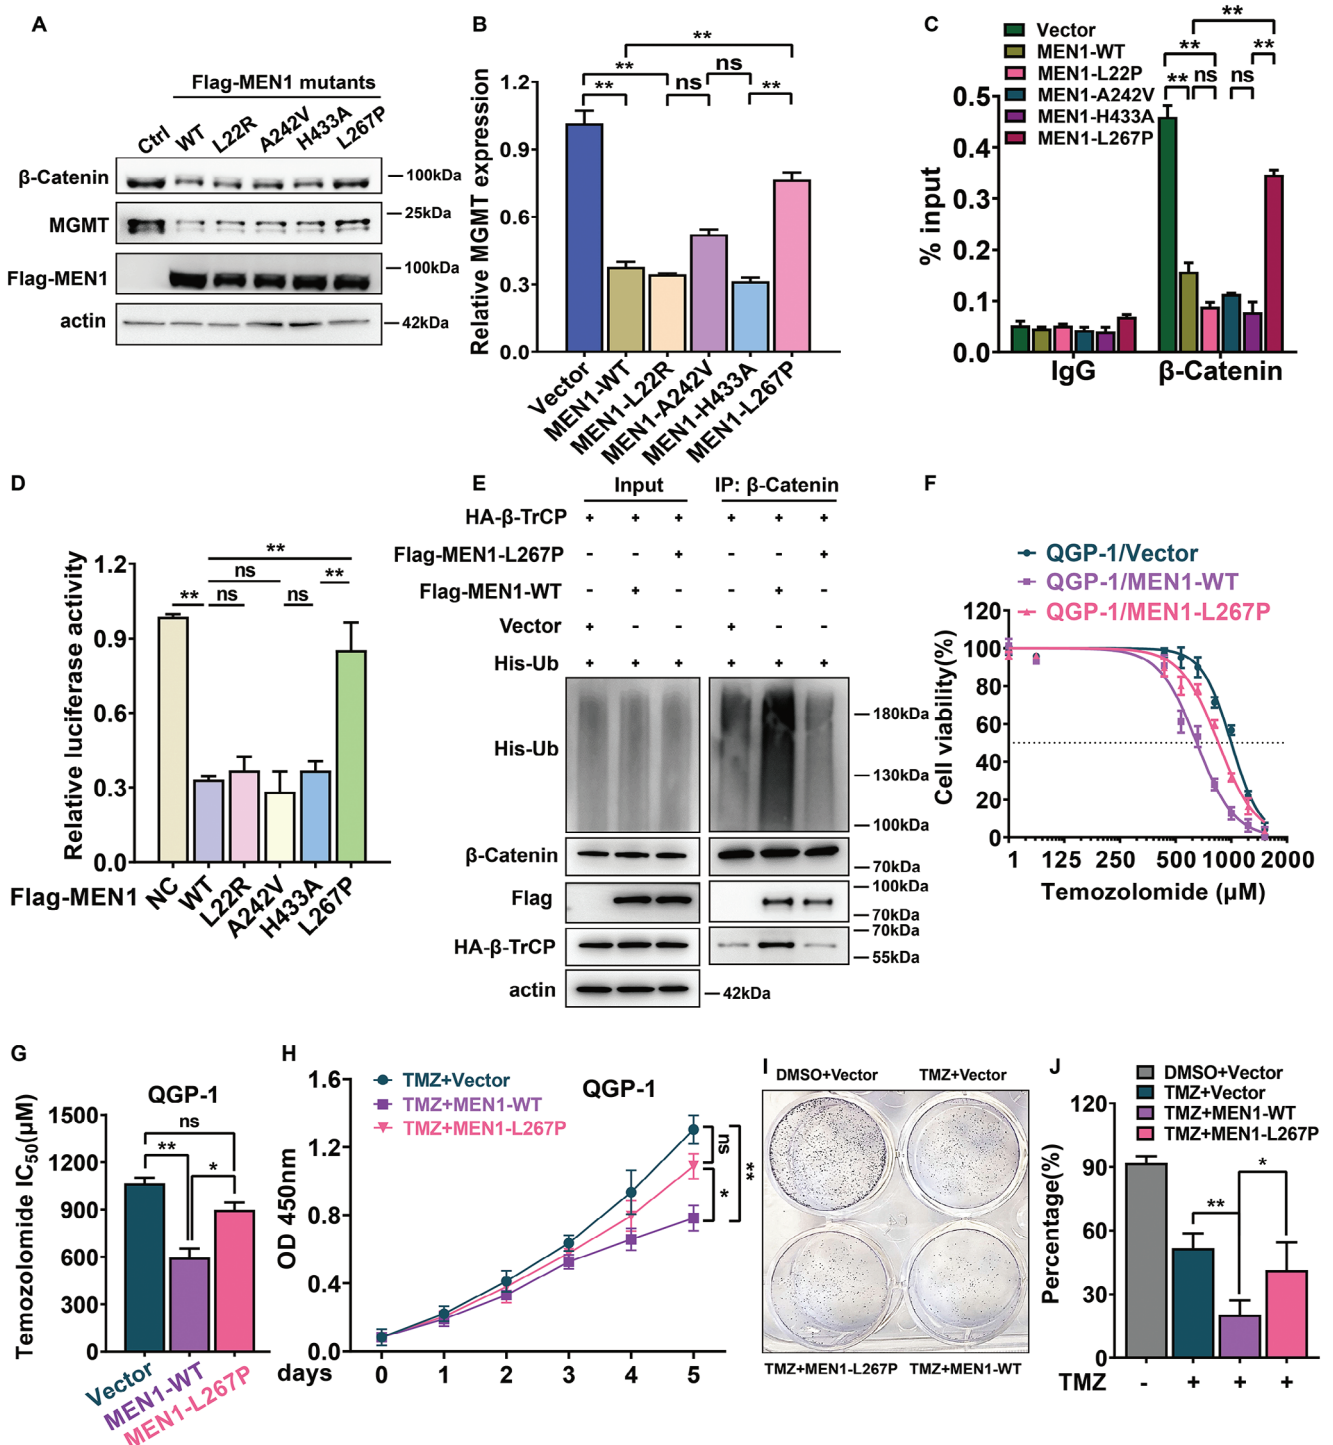 A
Flag-MEN1 mutants
Ctrl
WT
L22R
A242V
H433A
L267P
β-Catenin
100kDa
MGMT
25kDa
Flag-MEN1
100kDa
actin
42kDa
B
Relative MGMT expression
1.2
0.9
0.6
0.3
0.0
**
**
**
ns
ns
**
Vector
MEN1-WT
MEN1-L22R
MEN1-A242V
MEN1-H433A
MEN1-L267P
C
Vector
MEN1-WT
MEN1-L22P
MEN1-A242V
MEN1-H433A
MEN1-L267P
% input
0.5
0.4
0.3
0.2
0.1
0.0
**
**
**
** ns
ns
IgG
β-Catenin
D
Relative luciferase activity
1.2
0.9
0.6
0.3
0.0
**
ns
**
** ns ns
Flag-MEN1
NC
WT
L22R
A242V
H433A
L267P
E
Input
IP: β-Catenin
HA-β-TrCP + + + + + +
Flag-MEN1-L267P - - + - - +
Flag-MEN1-WT - + - - + -
Vector + - - + - -
His-Ub + + + + + +
His-Ub
180kDa
130kDa
100kDa
β-Catenin
70kDa
Flag
100kDa
70kDa
HA-β-TrCP
70kDa
55kDa
actin
42kDa
F
QGP-1/Vector
QGP-1/MEN1-WT
QGP-1/MEN1-L267P
Cell viability(%)
120
100
80
60
40
20
0
1 125 250 500 1000 2000
Temozolomide (μM)
G
QGP-1
Temozolomide IC50(μM)
1500
1200
900
600
300
0
ns
**
*
Vector
MEN1-WT
MEN1-L267P
H
TMZ+Vector
TMZ+MEN1-WT
TMZ+MEN1-L267P
QGP-1
OD 450nm
1.6
1.2
0.8
0.4
0.0
ns
*
**
days 0 1 2 3 4 5
I
DMSO+Vector
TMZ+Vector
TMZ+MEN1-L267P
TMZ+MEN1-WT
J
DMSO+Vector
TMZ+Vector
TMZ+MEN1-WT
TMZ+MEN1-L267P
Percentage(%)
120
90
60
30
0
**
*
TMZ - + + +